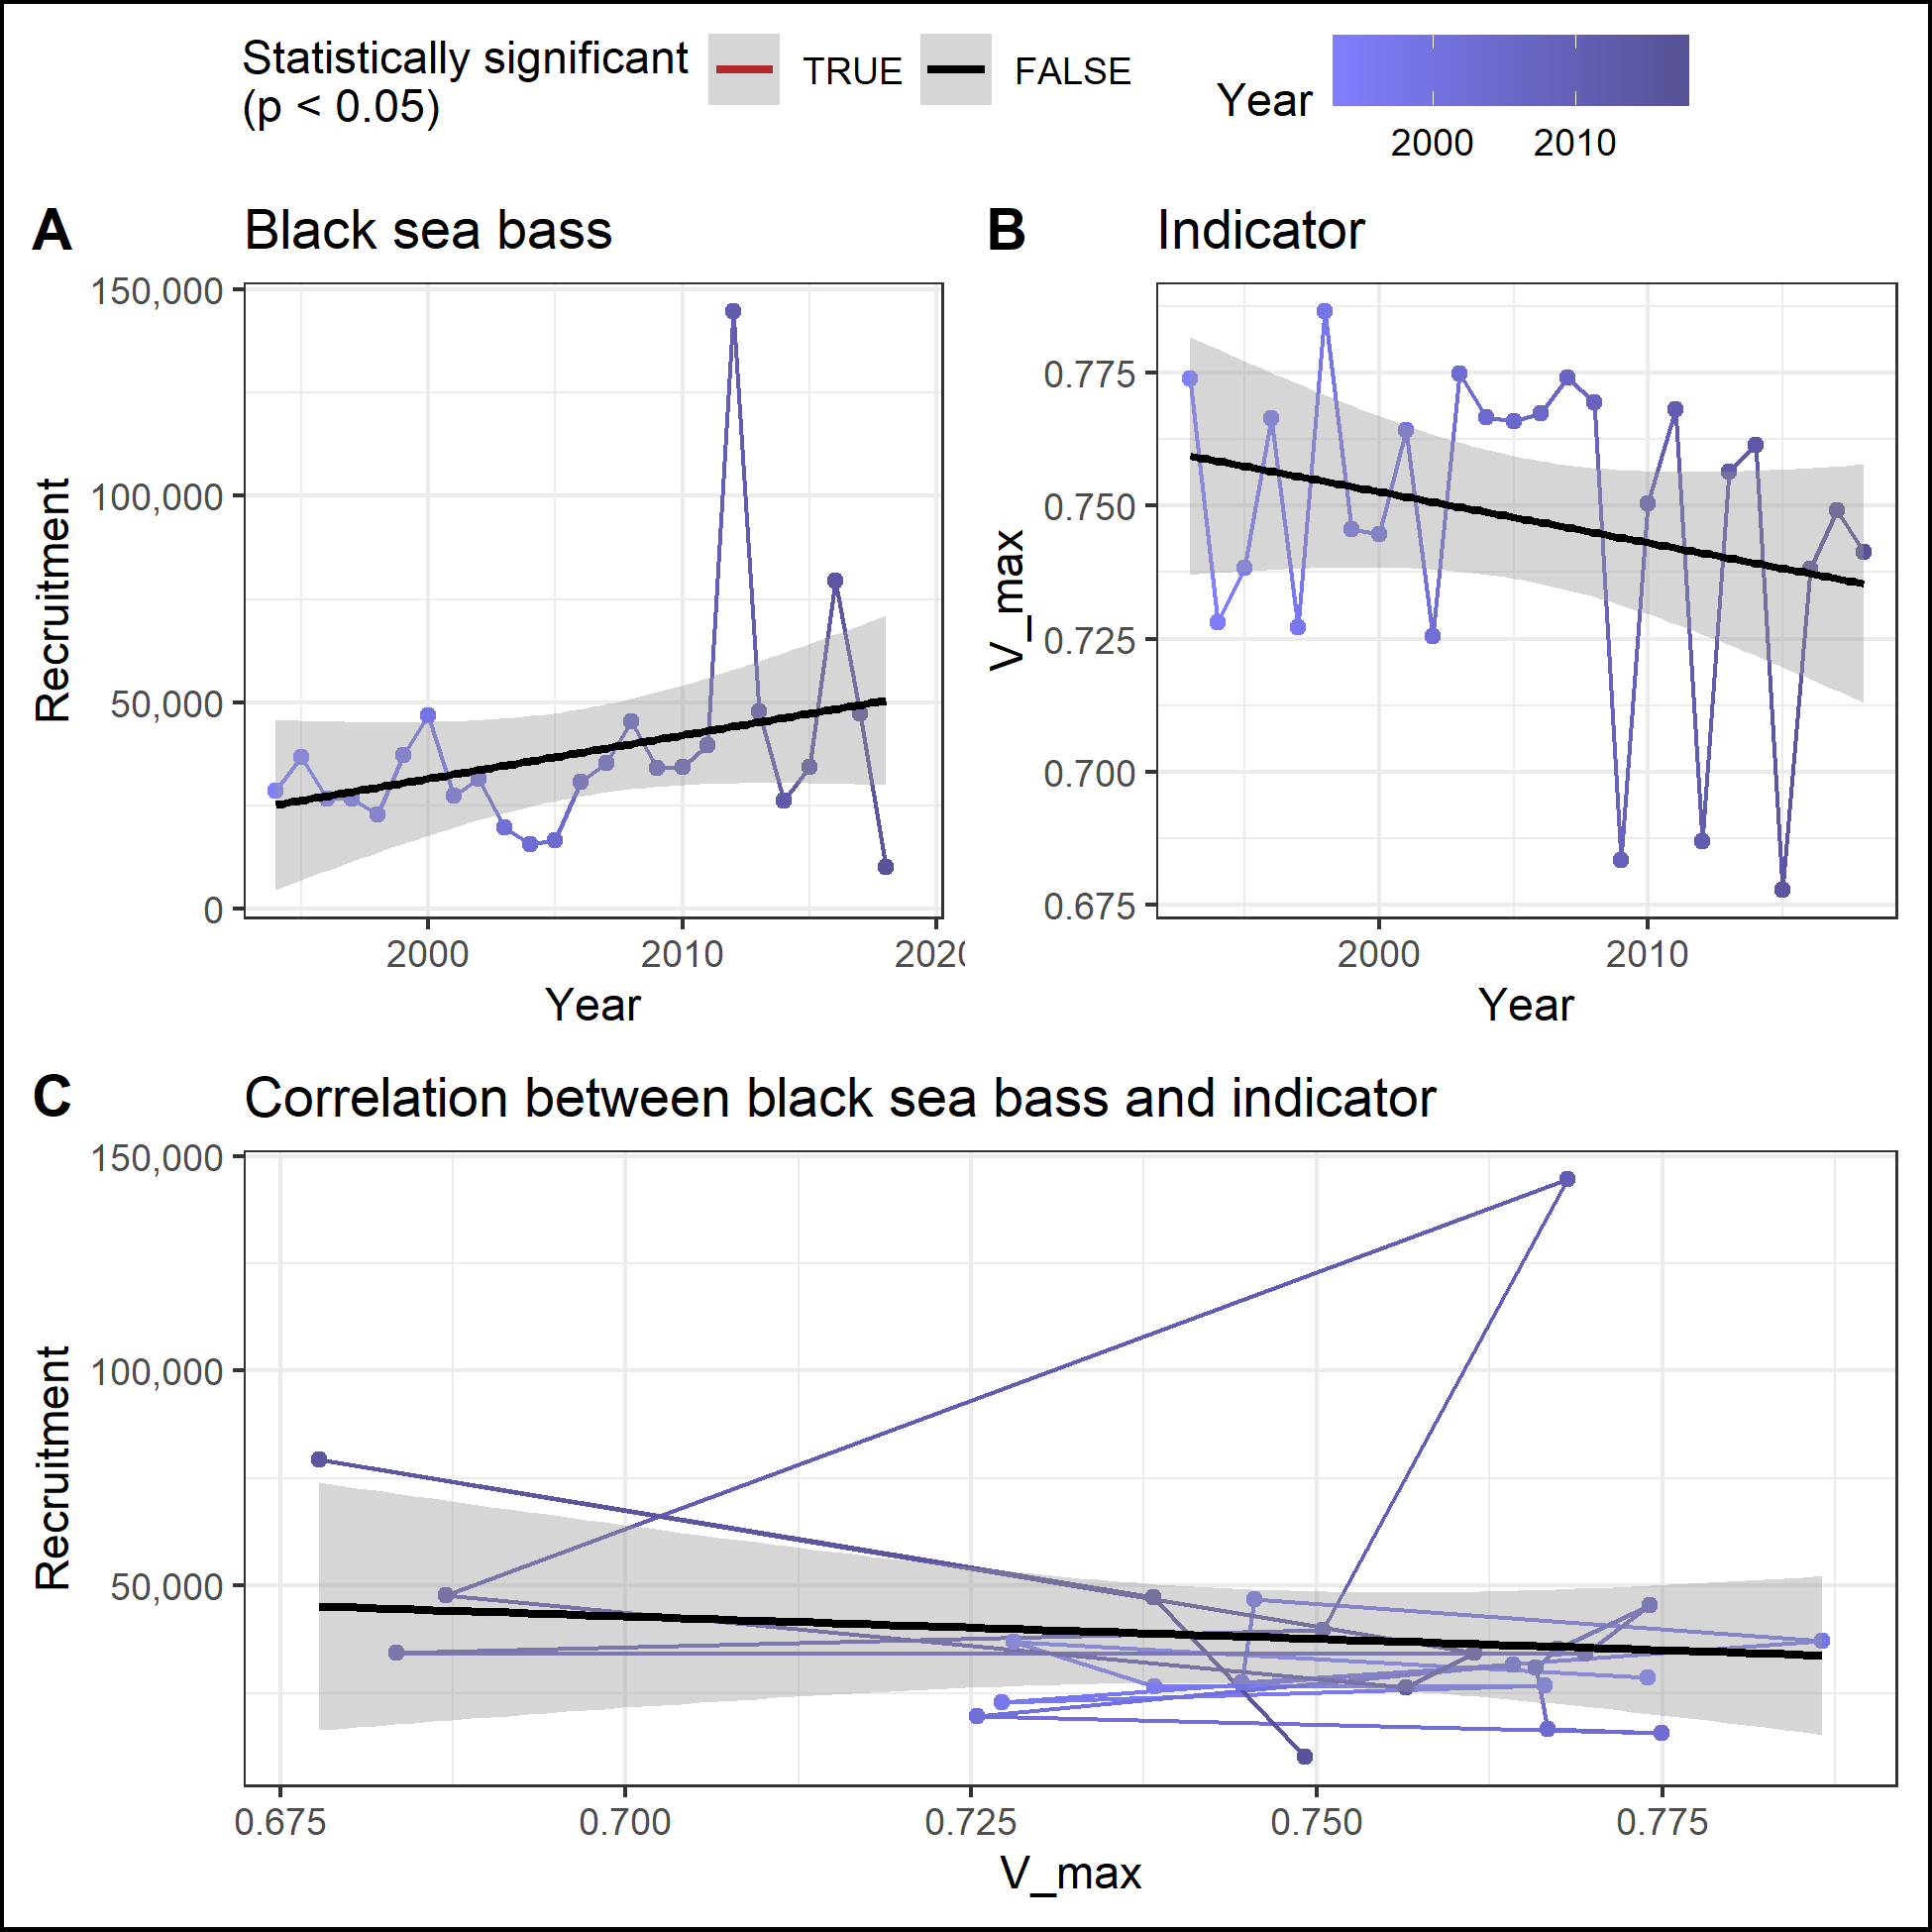 Statistically significant
(p < 0.05)
TRUE
FALSE
Year
2000
2010
A
Black sea bass
150,000
100,000
50,000
0
Recruitment
2000
2010
202
Year
B
Indicator
0.775
0.750
0.725
0.700
0.675
V_max
2000
2010
Year
C
Correlation between black sea bass and indicator
150,000
100,000
50,000
Recruitment
0.675
0.700
0.725
0.750
0.775
V_max